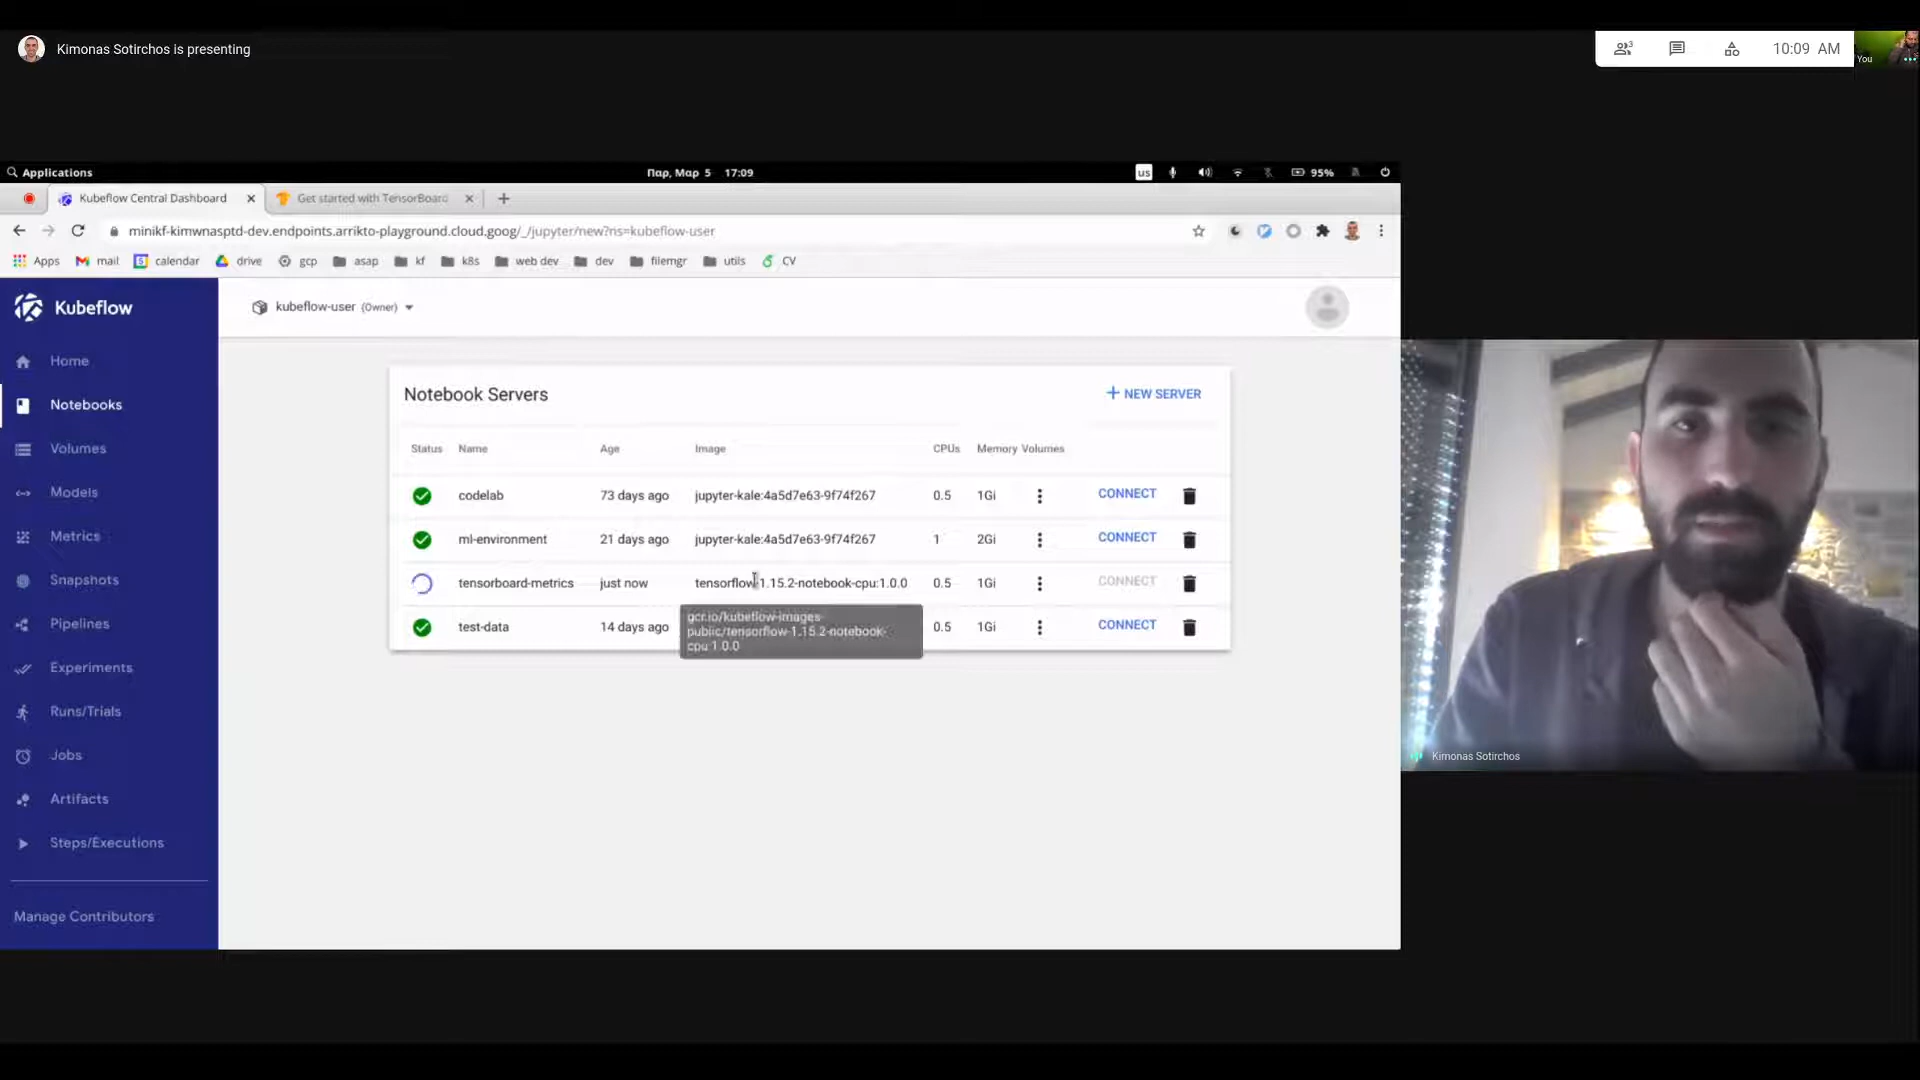 Kimonas Sotirchos is presenting
3
10:09 AM
You
Applications
Παρ, Μαρ 5 17:09
us
95%
Kubeflow Central Dashboard
Get started with TensorBoard
minikf-kimwnasptd-dev.endpoints.arrikto-playground.cloud.goog/_/jupyter/new?ns=kubeflow-user
Apps
mail
calendar
drive
gcp
asap
kf
k8s
web dev
dev
filemgr
utils
CV
Kubeflow
kubeflow-user (Owner)
Home
Notebooks
Volumes
Models
Metrics
Snapshots
Pipelines
Experiments
Runs/Trials
Jobs
Artifacts
Steps/Executions
Manage Contributors
Notebook Servers
+ NEW SERVER
Status Name Age Image CPUs Memory Volumes
codelab 73 days ago jupyter-kale:4a5d7e63-9f74f267 0.5 1Gi CONNECT
ml-environment 21 days ago jupyter-kale:4a5d7e63-9f74f267 1 2Gi CONNECT
tensorboard-metrics just now tensorflow-1.15.2-notebook-cpu:1.0.0 0.5 1Gi CONNECT
test-data 14 days ago 0.5 1Gi CONNECT
gcr.io/kubeflow-images-
public/tensorflow-1.15.2-notebook-
cpu:1.0.0
Kimonas Sotirchos